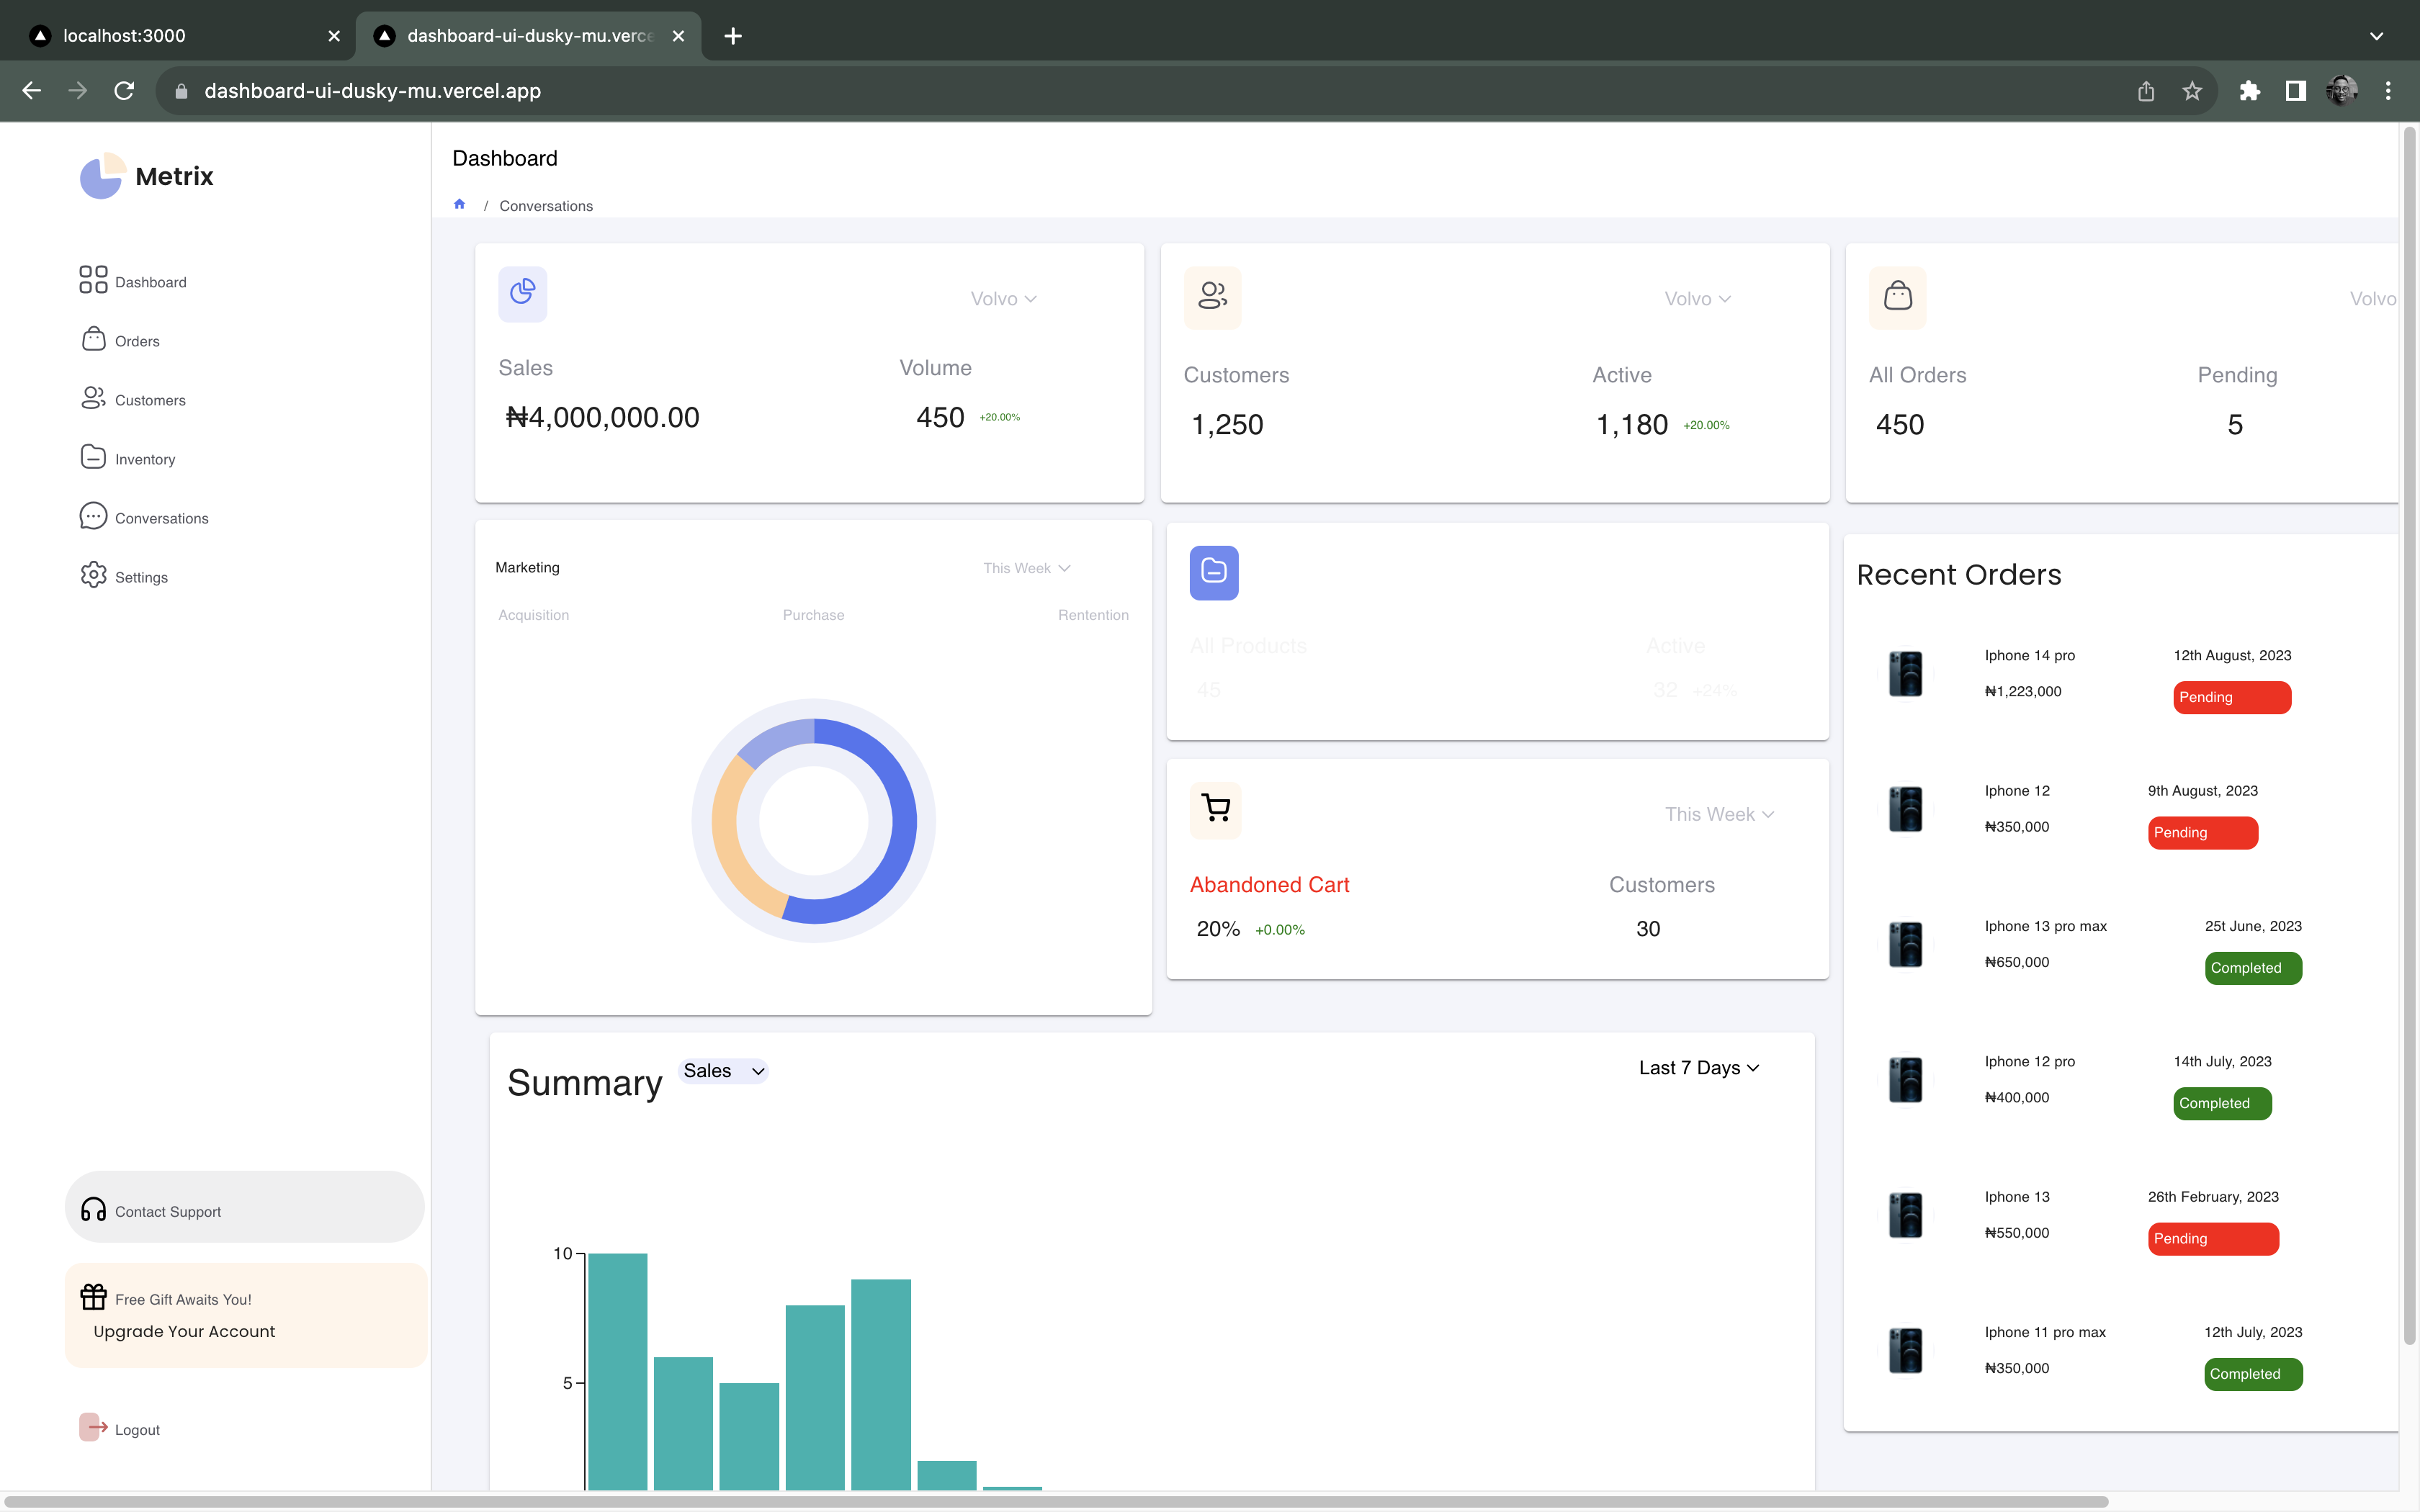 localhost:3000
dashboard-ui-dusky-mu.verce
dashboard-ui-dusky-mu.vercel.app
Metrix
Dashboard
Orders
Customers
Inventory
Conversations
Settings
Contact Support
Free Gift Awaits You!
Upgrade Your Account
Logout
Dashboard
/ Conversations
Volvo
Sales
Volume
₦4,000,000.00
450 +20.00%
Volvo
Customers
Active
1,250
1,180 +20.00%
Volvo
All Orders
Pending
450
5
Marketing
This Week
Acquisition
Purchase
Rentention
All Products
Active
45
32 +24%
This Week
Abandoned Cart
Customers
20% +0.00%
30
Summary
Sales
Last 7 Days
10
5
Recent Orders
Iphone 14 pro
12th August, 2023
₦1,223,000
Pending
Iphone 12
9th August, 2023
₦350,000
Pending
Iphone 13 pro max
25t June, 2023
₦650,000
Completed
Iphone 12 pro
14th July, 2023
₦400,000
Completed
Iphone 13
26th February, 2023
₦550,000
Pending
Iphone 11 pro max
12th July, 2023
₦350,000
Completed